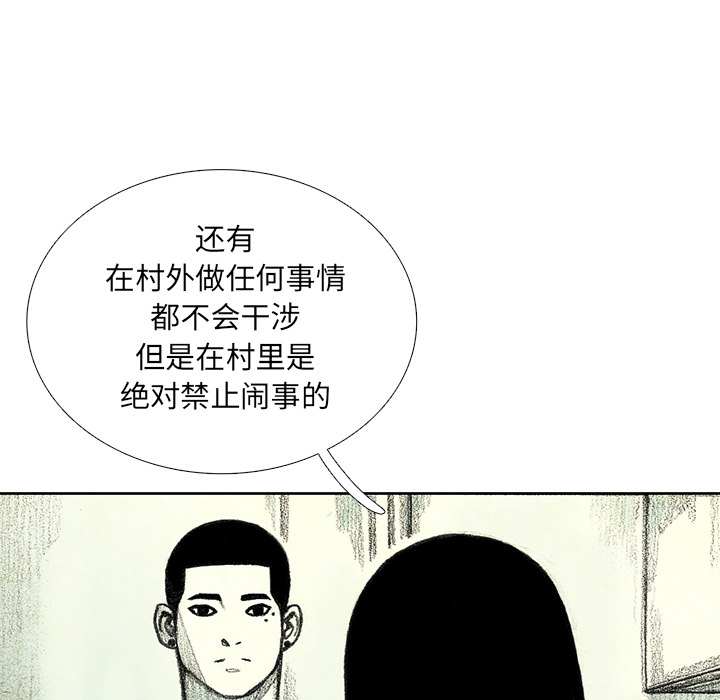 还有
在村外做任何事情
都不会干涉
但是在村里是
绝对禁止闹事的